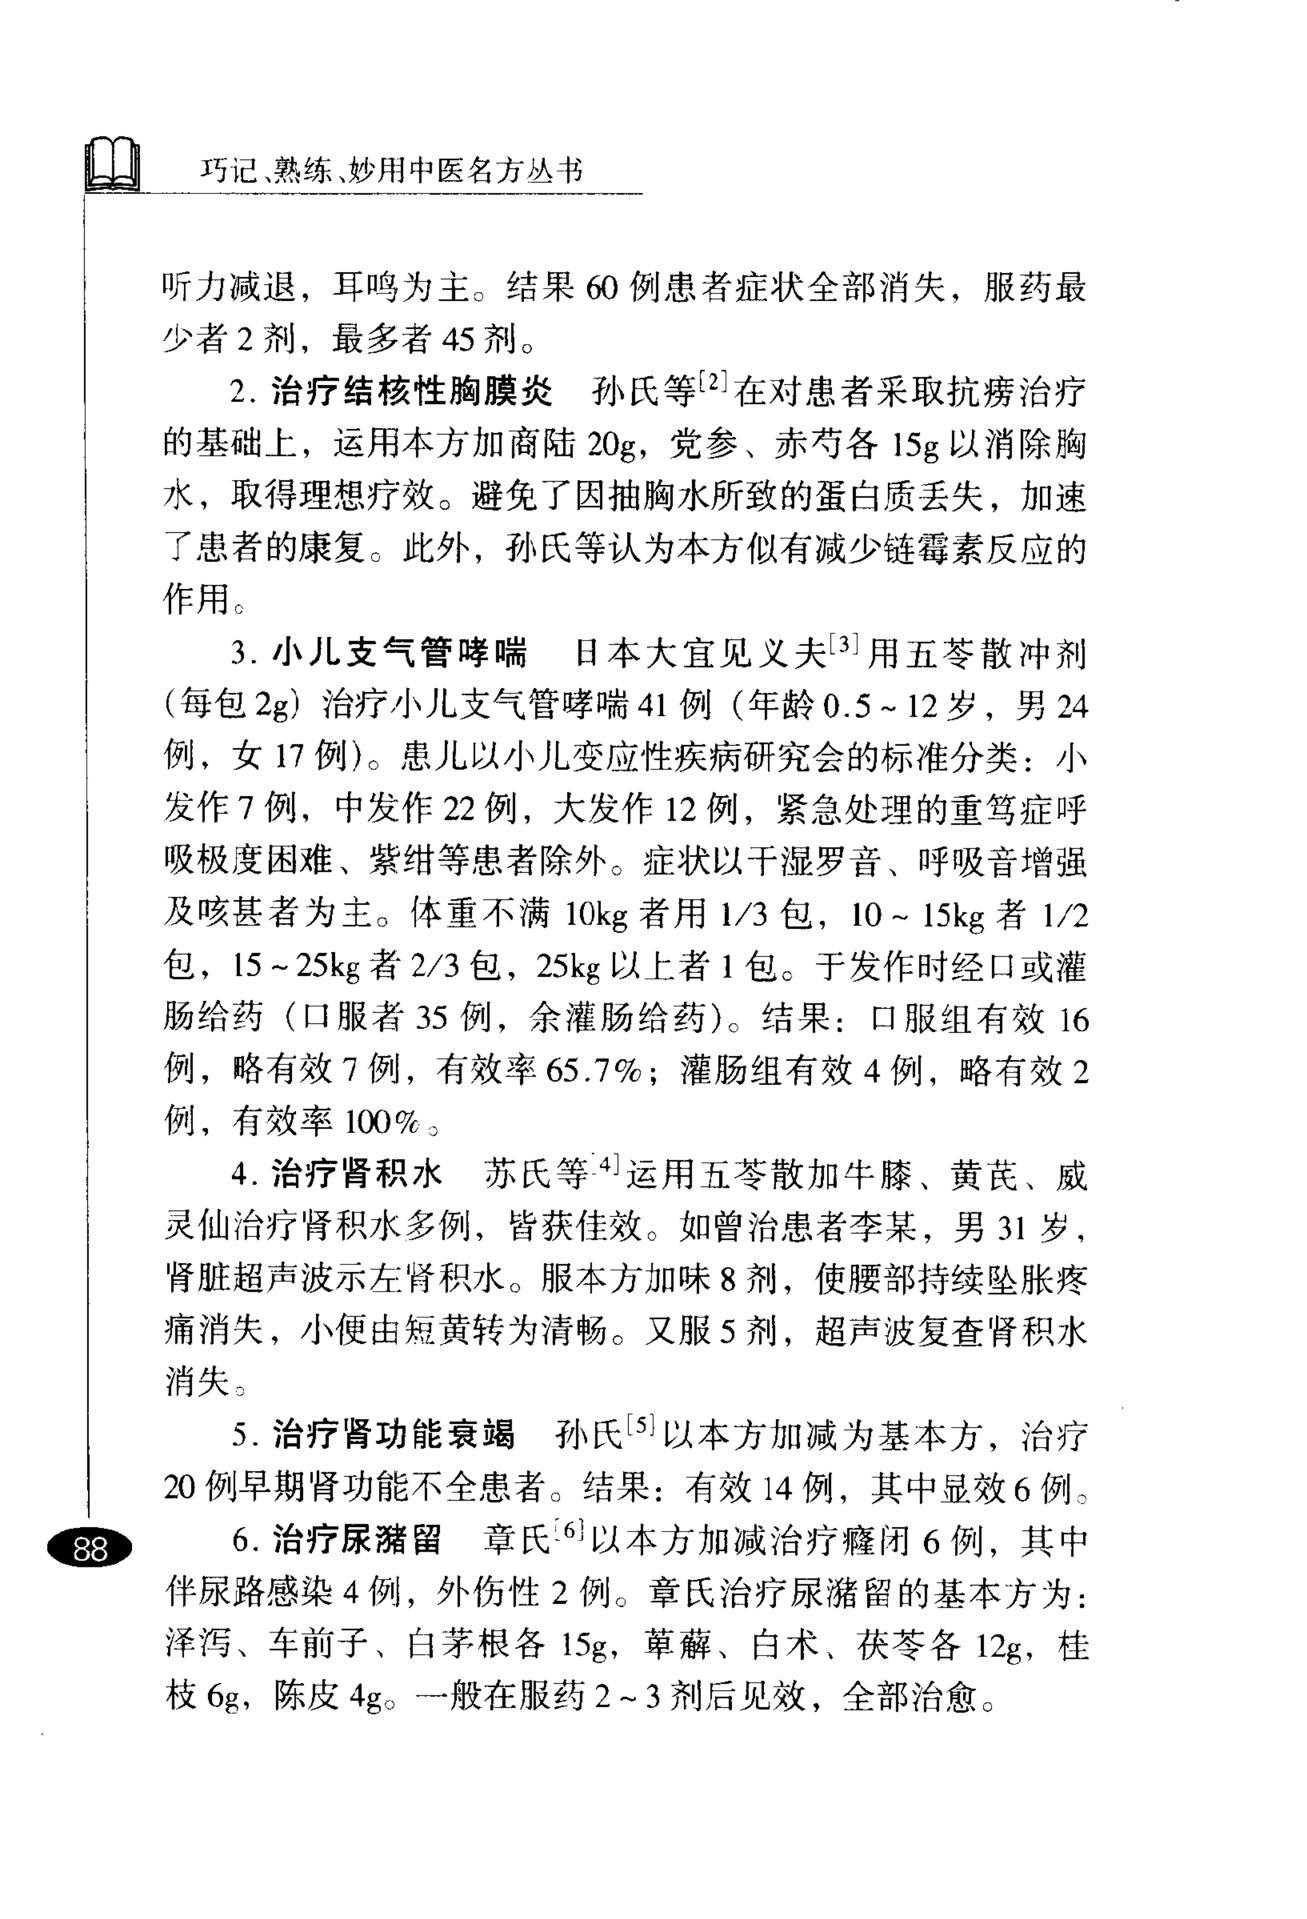 巧记、熟练、妙用中医名方丛书
听力减退，耳鸣为主。结果 60 例患者症状全部消失，服药最
少者 2 剂，最多者 45 剂。
2. 治疗结核性胸膜炎　孙氏等[2]在对患者采取抗痨治疗
的基础上，运用本方加商陆 20g，党参、赤芍各 15g 以消除胸
水，取得理想疗效。避免了因抽胸水所致的蛋白质丢失，加速
了患者的康复。此外，孙氏等认为本方似有减少链霉素反应的
作用。
3. 小儿支气管哮喘　日本大宜见义夫[3]用五苓散冲剂
(每包 2g) 治疗小儿支气管哮喘 41 例（年龄 0.5～12 岁，男 24
例，女 17 例)。患儿以小儿变应性疾病研究会的标准分类：小
发作 7 例，中发作 22 例，大发作 12 例，紧急处理的重笃症呼
吸极度困难、紫绀等患者除外。症状以干湿罗音、呼吸音增强
及咳甚者为主。体重不满 10kg 者用 1/3 包，10～15kg 者 1/2
包，15～25kg 者 2/3 包，25kg 以上者 1 包。于发作时经口或灌
肠给药（口服者 35 例，余灌肠给药)。结果：口服组有效 16
例，略有效 7 例，有效率 65.7%；灌肠组有效 4 例，略有效 2
例，有效率 100%。
4. 治疗肾积水　苏氏等[4]运用五苓散加牛膝、黄芪、威
灵仙治疗肾积水多例，皆获佳效。如曾治患者李某，男 31 岁，
肾脏超声波示左肾积水。服本方加味 8 剂，使腰部持续坠胀疼
痛消失，小便由短黄转为清畅。又服 5 剂，超声波复查肾积水
消失。
5. 治疗肾功能衰竭　孙氏[5]以本方加减为基本方，治疗
20 例早期肾功能不全患者。结果：有效 14 例，其中显效 6 例。
6. 治疗尿潴留　章氏[6]以本方加减治疗癃闭 6 例，其中
伴尿路感染 4 例，外伤性 2 例。章氏治疗尿潴留的基本方为：
泽泻、车前子、白茅根各 15g，萆薢、白术、茯苓各 12g，桂
枝 6g，陈皮 4g。一般在服药 2～3 剂后见效，全部治愈。
88